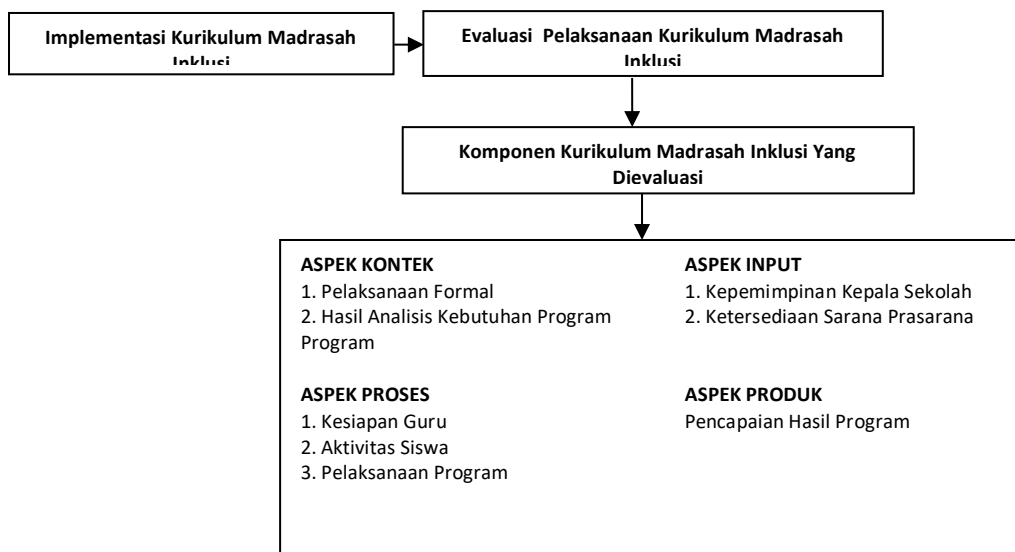 Implementasi Kurikulum Madrasah
Inklusi
Evaluasi Pelaksanaan Kurikulum Madrasah
Inklusi
Komponen Kurikulum Madrasah Inklusi Yang
Dievaluasi
ASPEK KONTEK
1. Pelaksanaan Formal
2. Hasil Analisis Kebutuhan Program
Program
ASPEK INPUT
1. Kepemimpinan Kepala Sekolah
2. Ketersediaan Sarana Prasarana
ASPEK PROSES
1. Kesiapan Guru
2. Aktivitas Siswa
3. Pelaksanaan Program
ASPEK PRODUK
Pencapaian Hasil Program